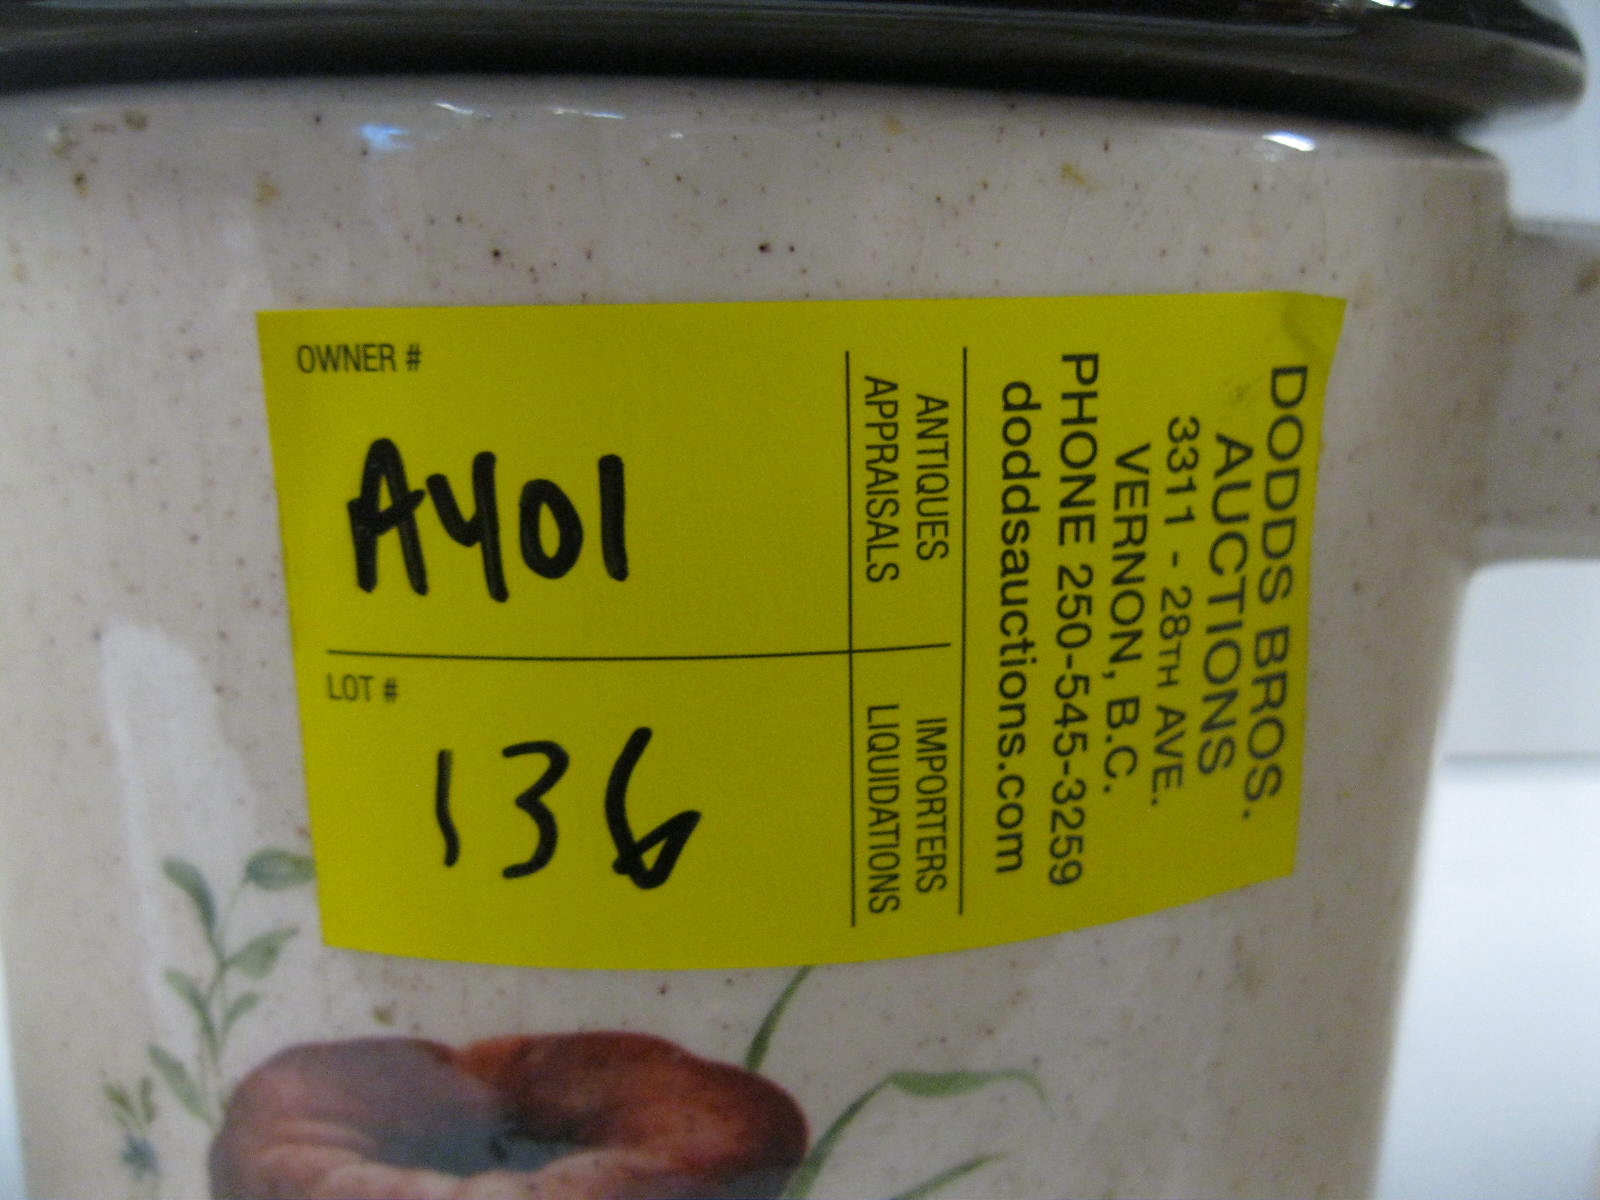 OWNER #
AYO1
LOT #
136
ANTIQUES
APPRAISALS
IMPORTERS
LIQUIDATIONS
DODDS BROS.
AUCTIONS
3311 - 28TH AVE.
VERNON, B.C.
PHONE 250-545-3259
doddsauctions.com